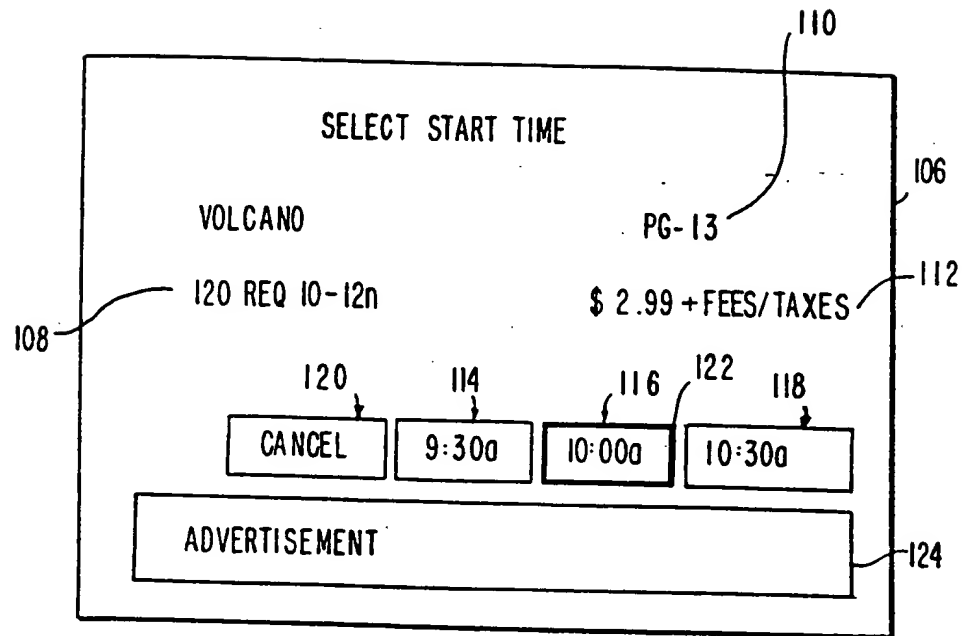 110
SELECT START TIME
106
VOLCANO
PG-13
112
120 REQ 10-12n
$ 2.99 + FEES/TAXES
108
120
114
116
122
118
CANCEL
9:30a
10:00a
10:30a
ADVERTISEMENT
124